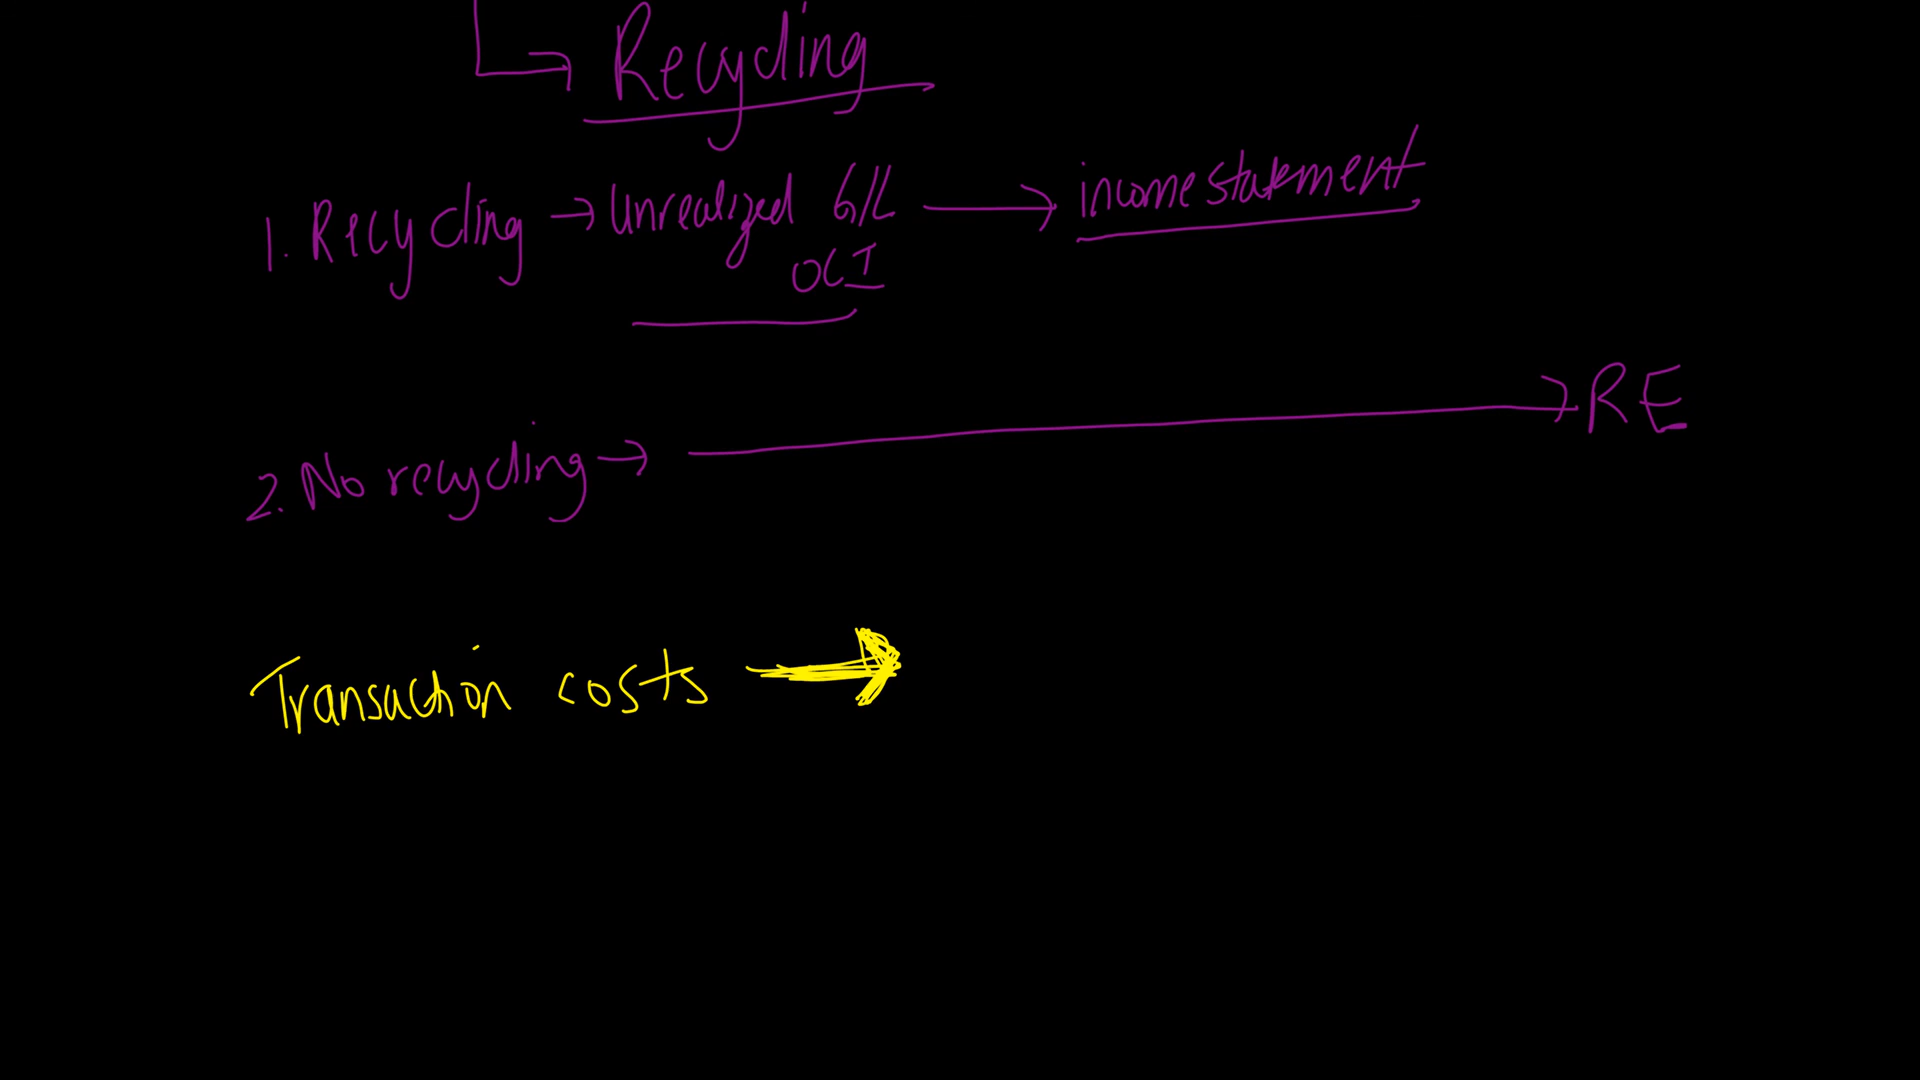 Recycling
1. Recycling → Unrealized G/L → income statement
OCI
2. No recycling → → RE
Transaction costs →